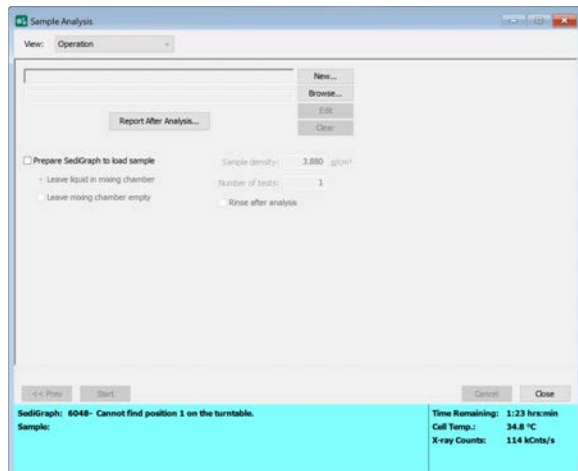 Sample Analysis
View: Operation
New...
Browse...
Edit
Report After Analysis...
Clear
Prepare SediGraph to load sample
Sample density: 3.880 g/cm³
Leave liquid in mixing chamber
Number of tests: 1
Leave mixing chamber empty
Rinse after analysis
<< Prev Start Cancel Close
SediGraph: 6048- Cannot find position 1 on the turntable. Time Remaining: 1:23 hrs:min
Sample: Cell Temp.: 34.8 °C
X-ray Counts: 114 kCnts/s